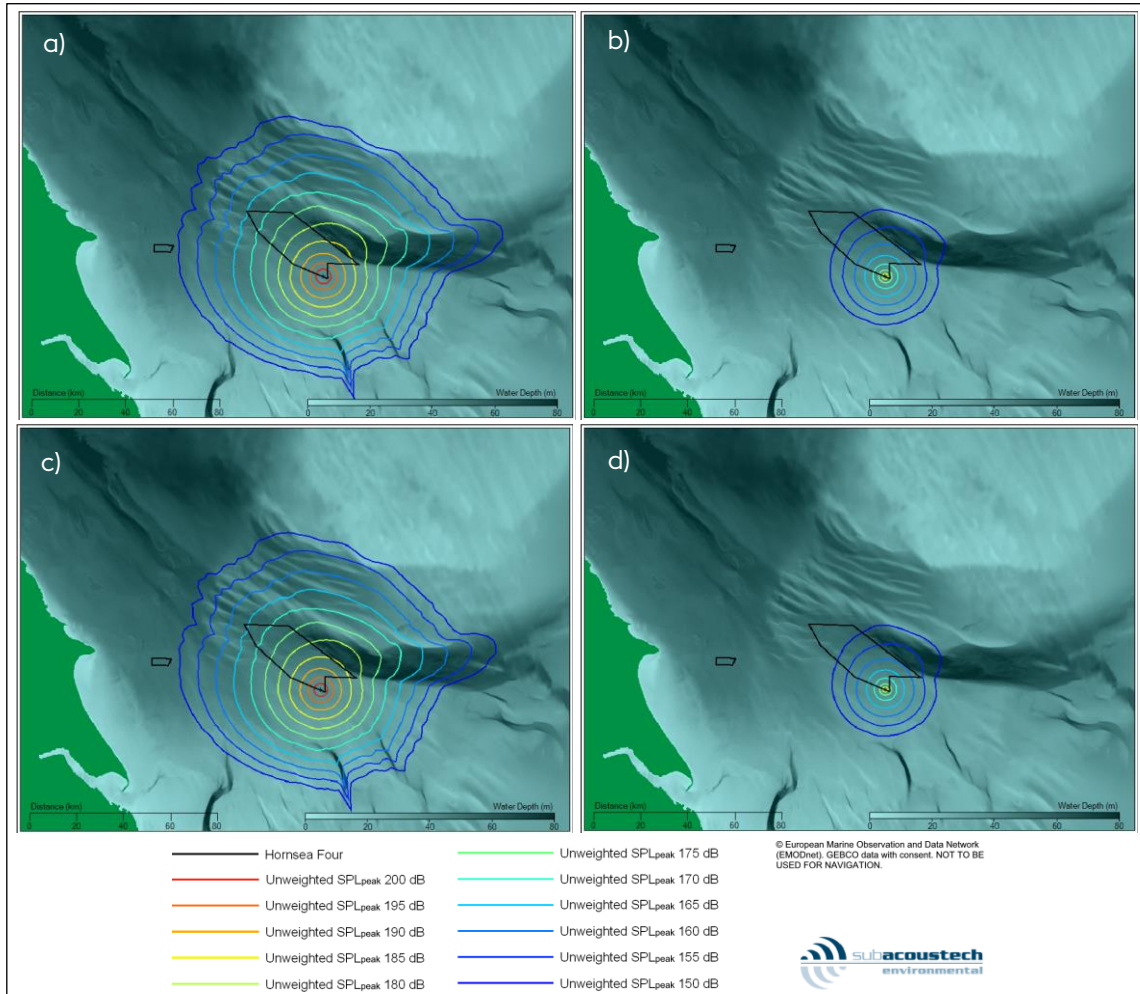 a)
b)
Distance (km)
0 20 40 60 80
Water Depth (m)
0 20 40 60 80
Distance (km)
0 20 40 60 80
Water Depth (m)
0 20 40 60 80
c)
d)
Distance (km)
0 20 40 60 80
Water Depth (m)
0 20 40 60 80
Distance (km)
0 20 40 60 80
Water Depth (m)
0 20 40 60 80
Hornsea Four
Unweighted SPLpeak 200 dB
Unweighted SPLpeak 195 dB
Unweighted SPLpeak 190 dB
Unweighted SPLpeak 185 dB
Unweighted SPLpeak 180 dB
Unweighted SPLpeak 175 dB
Unweighted SPLpeak 170 dB
Unweighted SPLpeak 165 dB
Unweighted SPLpeak 160 dB
Unweighted SPLpeak 155 dB
Unweighted SPLpeak 150 dB
© European Marine Observation and Data Network
(EMODnet). GEBCO data with consent. NOT TO BE
USED FOR NAVIGATION.
subacoustech
environmental